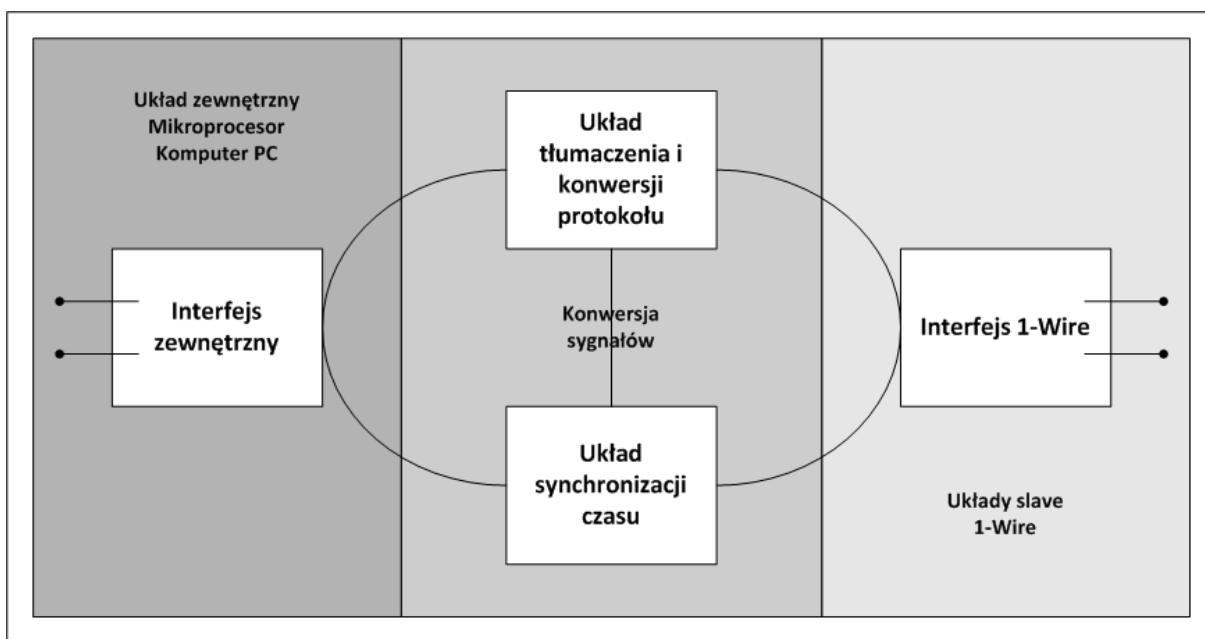 Układ zewnętrzny
Mikroprocesor
Komputer PC
Interfejs
zewnętrzny
Układ
tłumaczenia i
konwersji
protokołu
Konwersja
sygnałów
Układ
synchronizacji
czasu
Interfejs 1-Wire
Układy slave
1-Wire